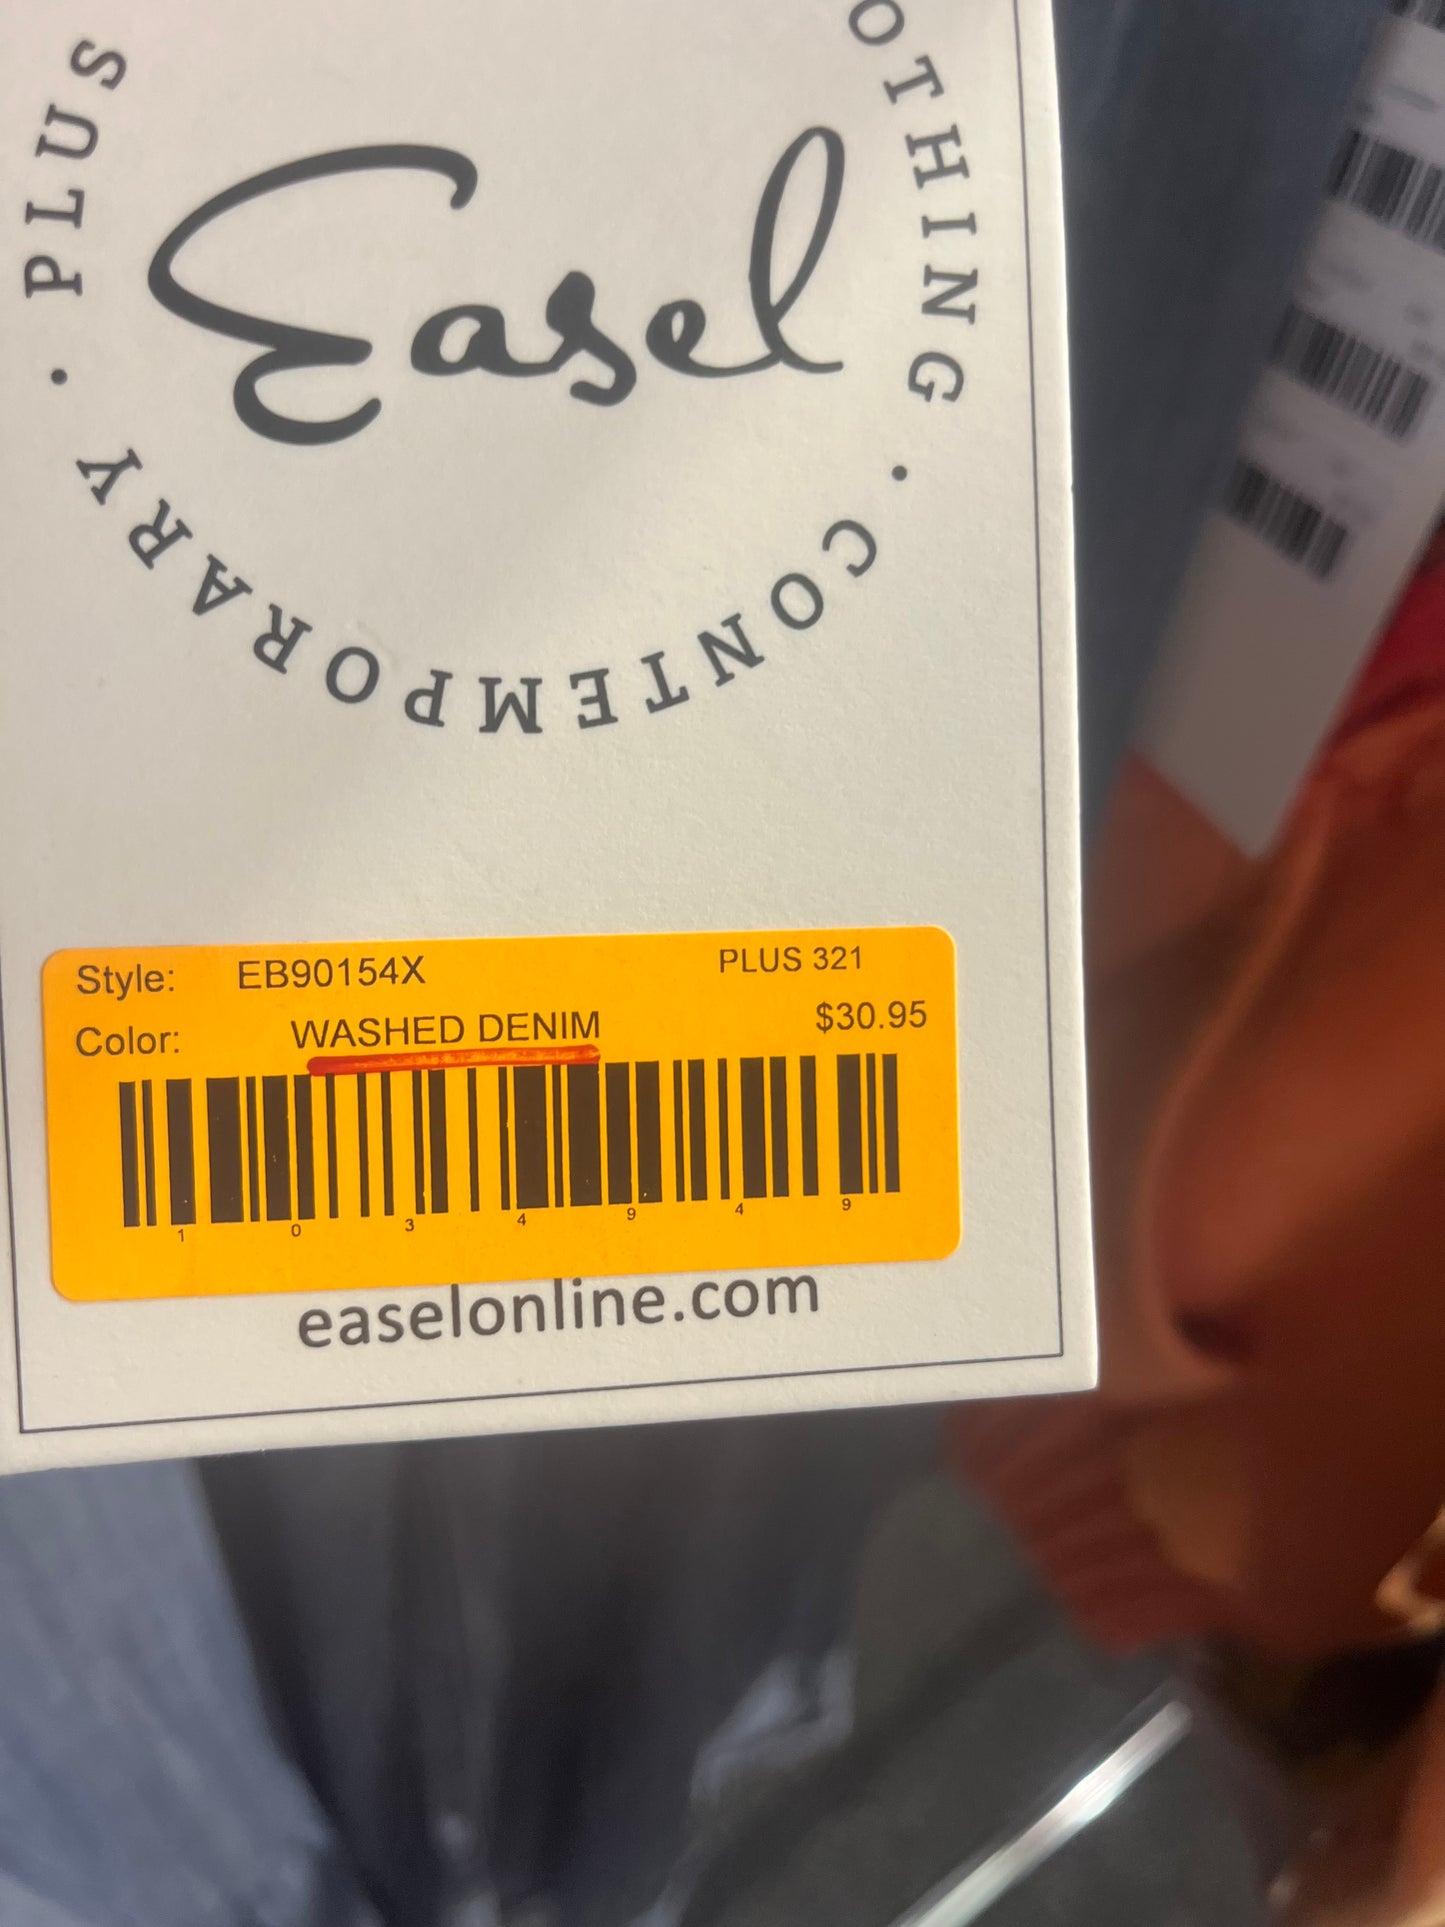 PLUS
OTHING · CONTEMPORARY ·
Easel
Style: EB90154X PLUS 321
Color: WASHED DENIM $30.95
1 0 3 4 9 4 9
easelonline.com